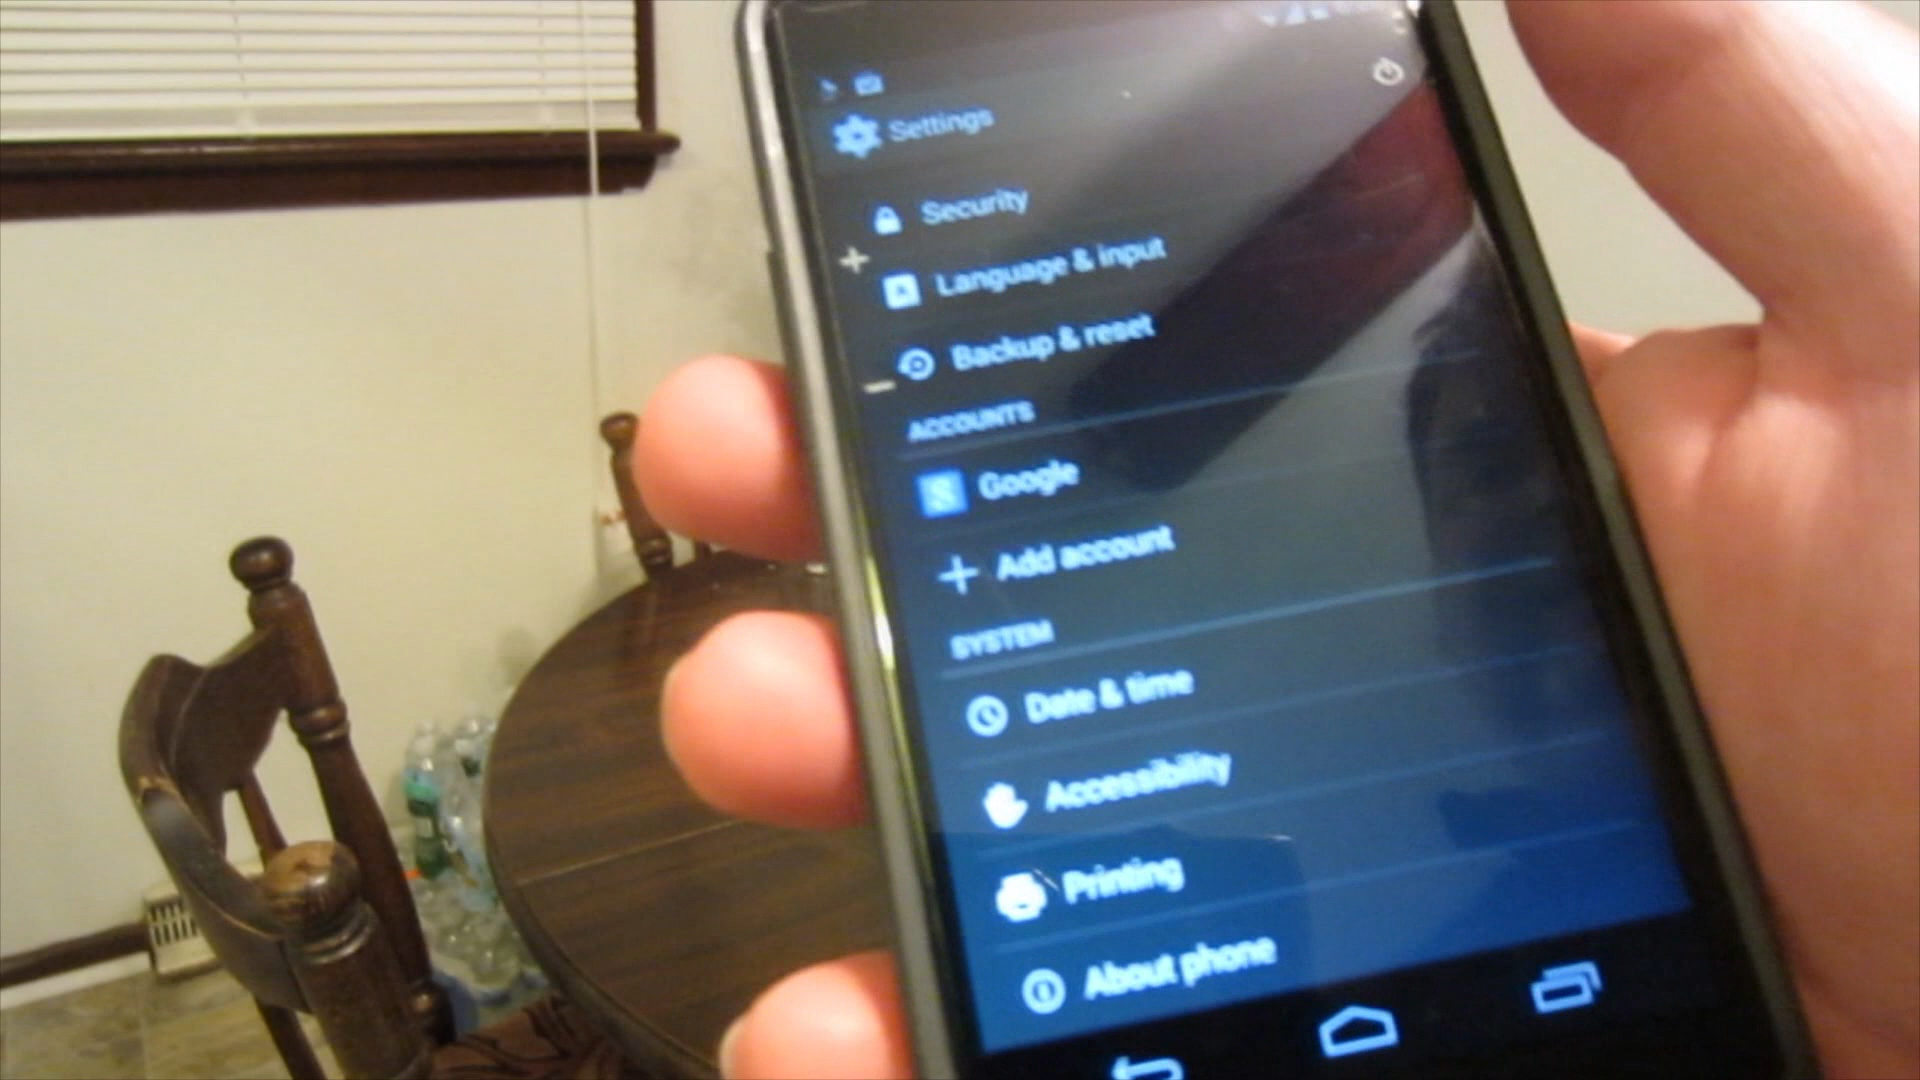 Settings
Security
Language & input
Backup & reset
ACCOUNTS
Google
Add account
SYSTEM
Date & time
Accessibility
Printing
About phone